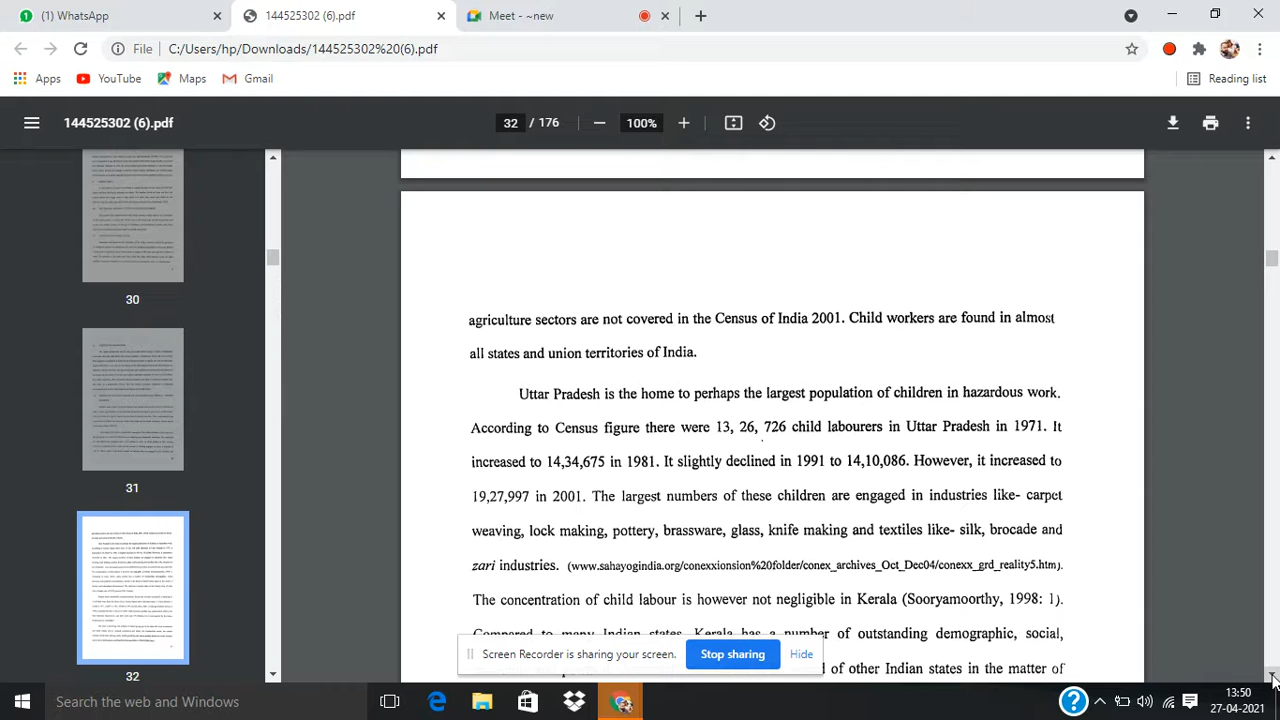 (1) WhatsApp
144525302 (6).pdf
Meet - ~new
File
C:/Users/hp/Downloads/144525302%20(6).pdf
Apps
YouTube
Maps
Gmail
Reading list
144525302 (6).pdf
32 / 176
100%
30
31
32
agriculture sectors are not covered in the Census of India 2001. Child workers are found in almost
all states and union territories of India.
Uttar Pradesh is the home to perhaps the largest population of children in hazardous work.
According to Census figure there were 13, 26, 726 child labourers in Uttar Pradesh in 1971. It
increased to 14,34,675 in 1981. It slightly declined in 1991 to 14,10,086. However, it increased to
19,27,997 in 2001. The largest numbers of these children are engaged in industries like- carpet
weaving, lock making, pottery, brassware, glass, knife making and textiles like- silk, brocade and
zari industries. (www.sahayogindia.org/conexxionsion%20folder/conex_archives_Oct_Dec04/conexx_grd_reality5.htm).
The composition of child labour is however not negligible in Kerala (Sooryamoorthy, 1998: 1).
Compared to many Indian states, Kerala has a number of outstanding demographic, social,
d of other Indian states in the matter of
Screen Recorder is sharing your screen.
Stop sharing
Hide
Type here to search the web and Windows
13:50
27-04-2021